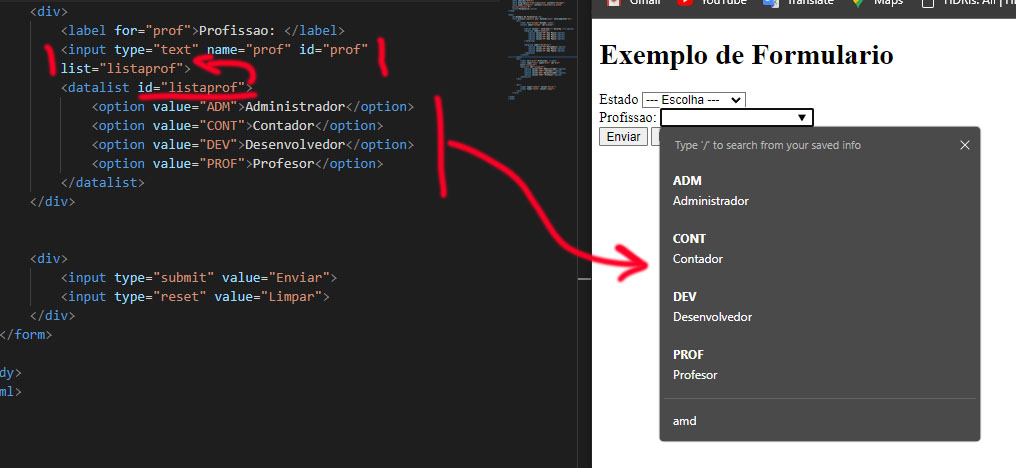 <div>
<label for="prof">Profissao: </label>
<input type="text" name="prof" id="prof"
list="listaprof">
<datalist id="listaprof">
<option value="ADM">Administrador</option>
<option value="CONT">Contador</option>
<option value="DEV">Desenvolvedor</option>
<option value="PROF">Profesor</option>
</datalist>
</div>
<div>
<input type="submit" value="Enviar">
<input type="reset" value="Limpar">
</div>
</form>
dy>
ml>
Gmail YouTube Translate Maps HDRIs: All | H
Exemplo de Formulario
Estado --- Escolha ---
Profissao:
Enviar
Type '/' to search from your saved info
ADM
Administrador
CONT
Contador
DEV
Desenvolvedor
PROF
Profesor
amd